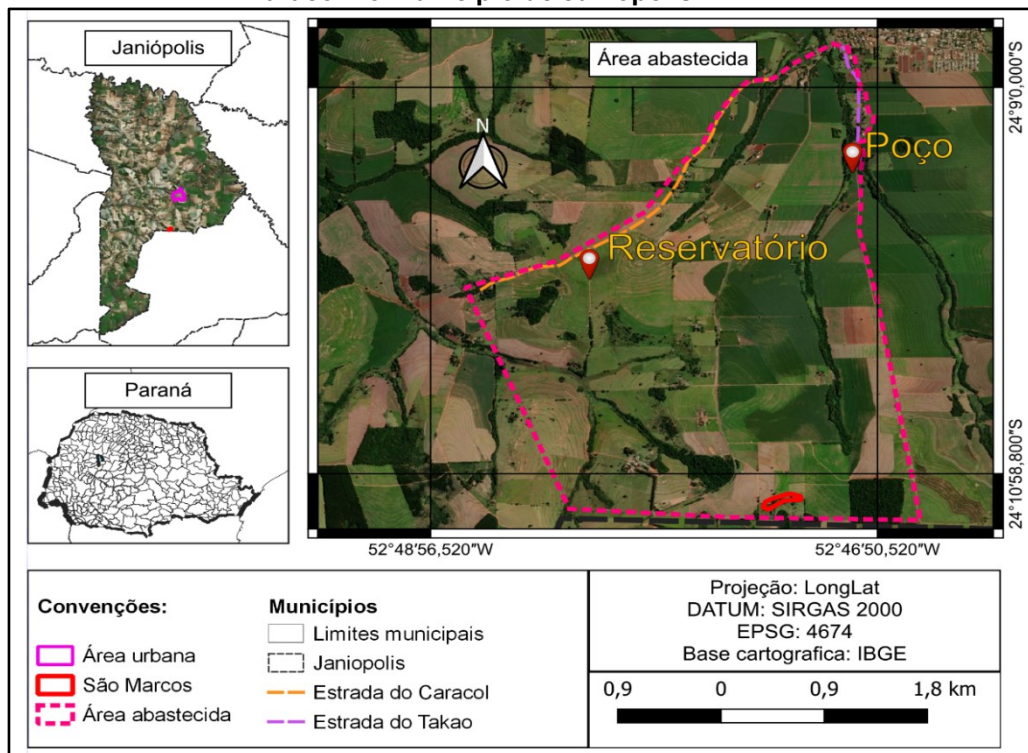 Janiópolis
Área abastecida
24°9'0,000"S
N
Poço
Reservatório
Paraná
24°10'58,800"S
52°48'56,520"W
52°46'50,520"W
Convenções:
Área urbana
São Marcos
Área abastecida
Municípios
Limites municipais
Janiopolis
Estrada do Caracol
Estrada do Takao
Projeção: LongLat
DATUM: SIRGAS 2000
EPSG: 4674
Base cartografica: IBGE
0,9 0 0,9 1,8 km